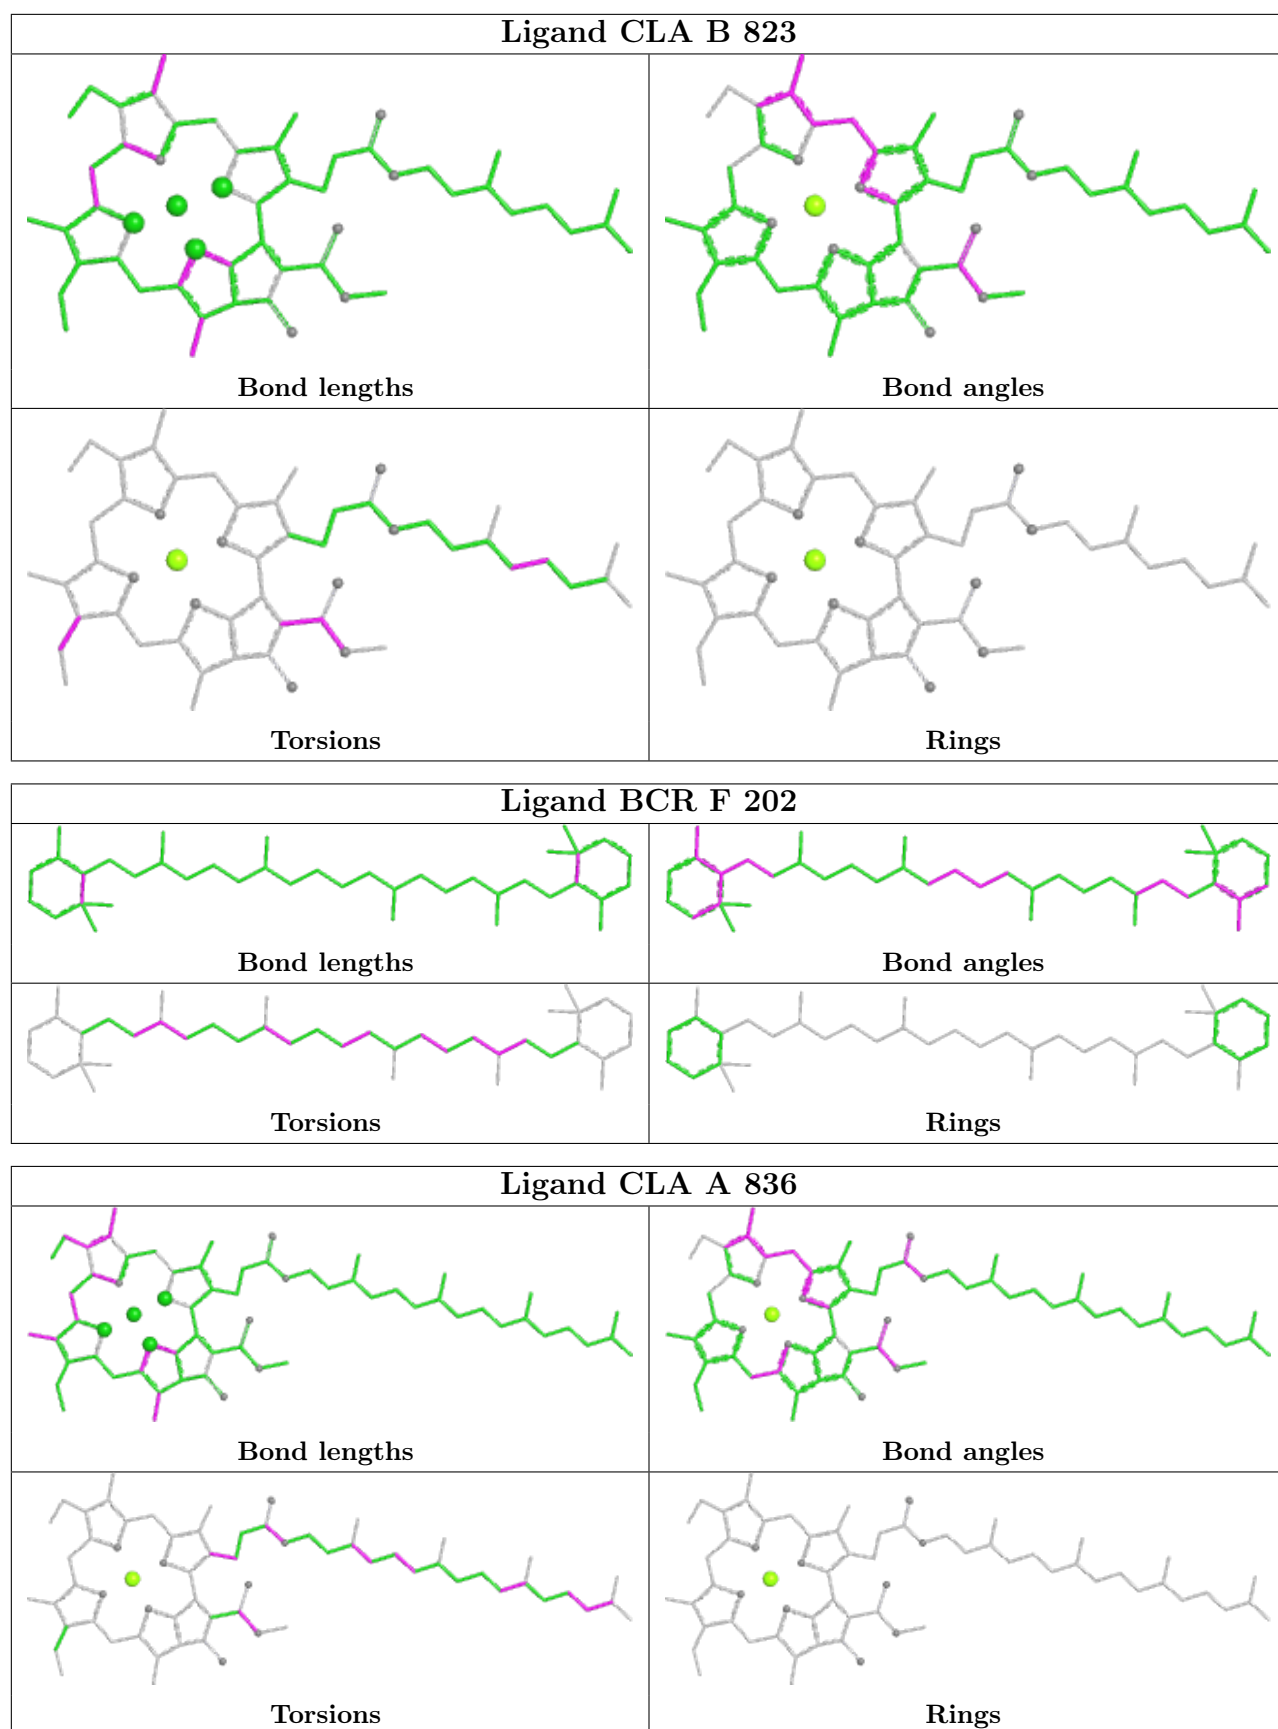 Ligand CLA B 823
Bond lengths
Bond angles
Torsions
Rings
Ligand BCR F 202
Bond lengths
Bond angles
Torsions
Rings
Ligand CLA A 836
Bond lengths
Bond angles
Torsions
Rings